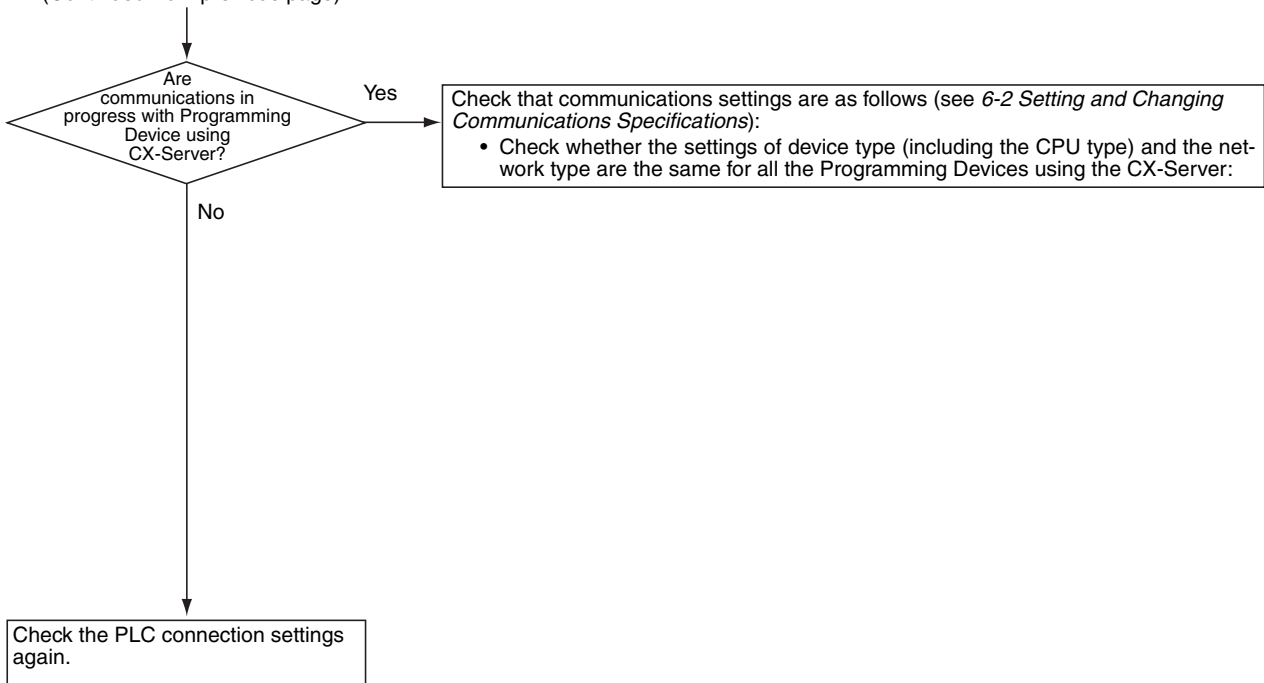 Are
communications in
progress with Programming
Device using
CX-Server?
Yes
Check that communications settings are as follows (see 6-2 Setting and Changing
Communications Specifications):
• Check whether the settings of device type (including the CPU type) and the net-
work type are the same for all the Programming Devices using the CX-Server:
No
Check the PLC connection settings
again.